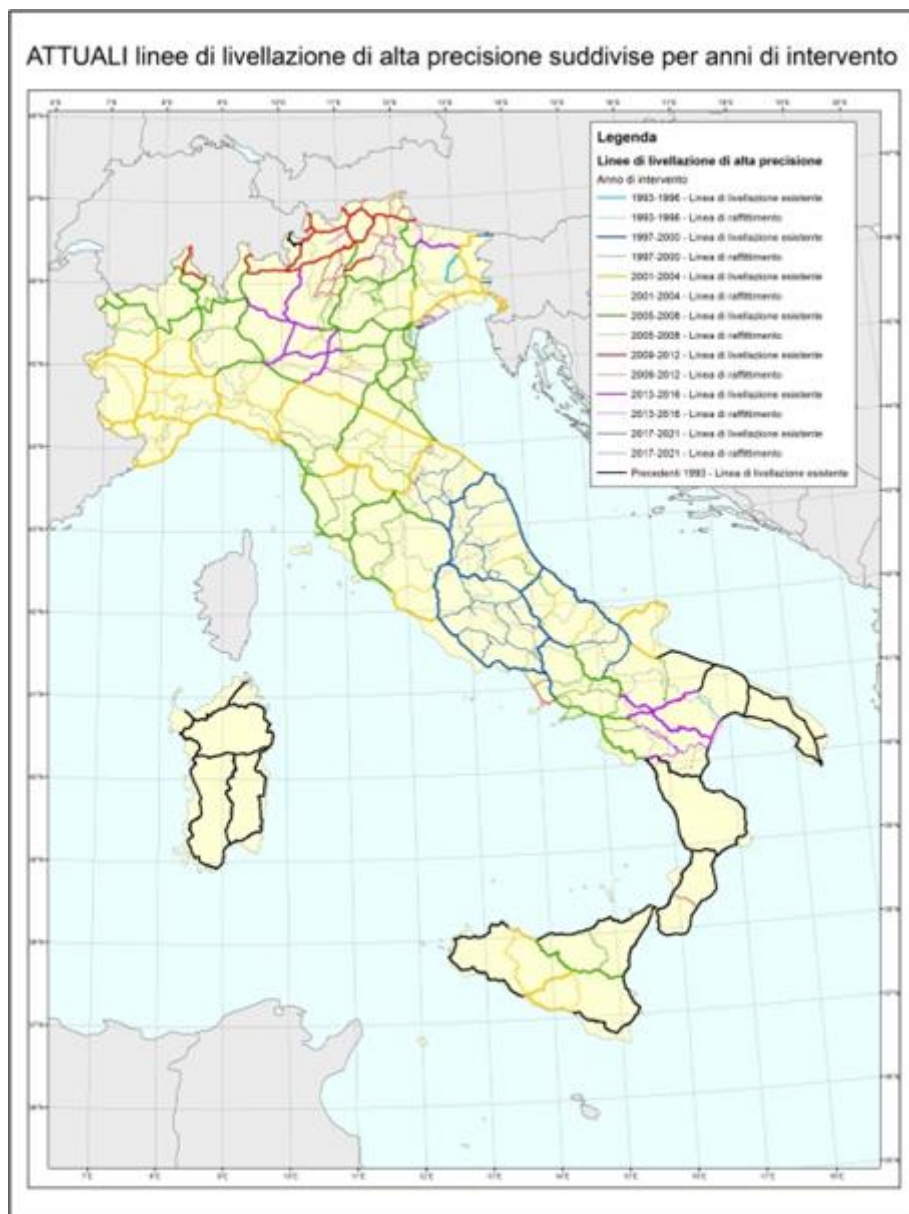 ATTUALI linee di livellazione di alta precisione suddivise per anni di intervento
Legenda
Linee di livellazione di alta precisione
Anno di intervento
1993-1996 - Linea di livellazione esistente
1993-1996 - Linea di raffittimento
1997-2000 - Linea di livellazione esistente
1997-2000 - Linea di raffittimento
2001-2004 - Linea di livellazione esistente
2001-2004 - Linea di raffittimento
2005-2008 - Linea di livellazione esistente
2005-2008 - Linea di raffittimento
2009-2012 - Linea di livellazione esistente
2009-2012 - Linea di raffittimento
2013-2016 - Linea di livellazione esistente
2013-2016 - Linea di raffittimento
2017-2021 - Linea di livellazione esistente
2017-2021 - Linea di raffittimento
Precedenti 1993 - Linea di livellazione esistente